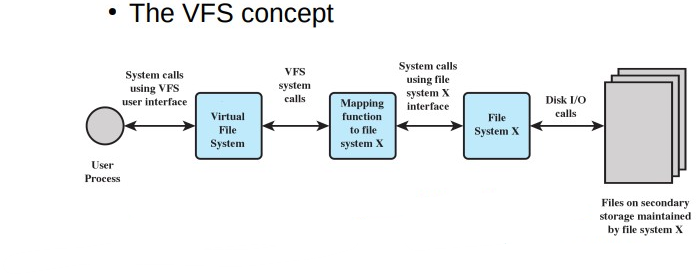 • The VFS concept
System calls
using VFS
user interface
VFS
system
calls
System calls
using file
system X
interface
Disk I/O
calls
Virtual
File
System
Mapping
function
to file
system X
File
System X
User
Process
Files on secondary
storage maintained
by file system X